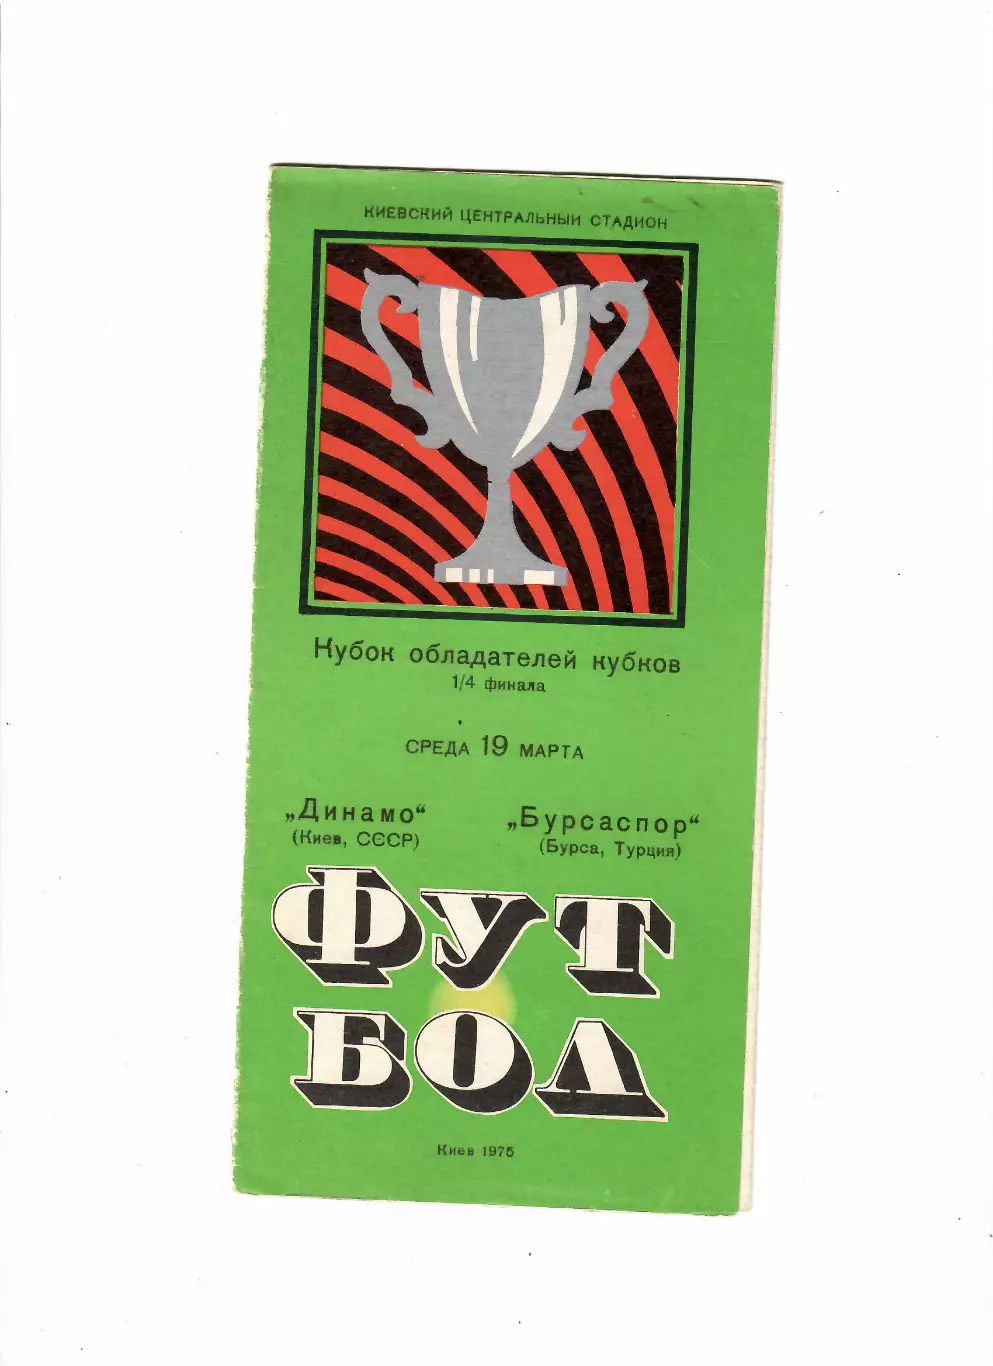 КИЕВСКИЙ ЦЕНТРАЛЬНЫЙ СТАДИОН
Кубок обладателей кубков
1/4 финала
СРЕДА 19 МАРТА
„Динамо“
(Киев, СССР)
„Бурсаспор“
(Бурса, Турция)
ФУТ
БОЛ
Киев 1975